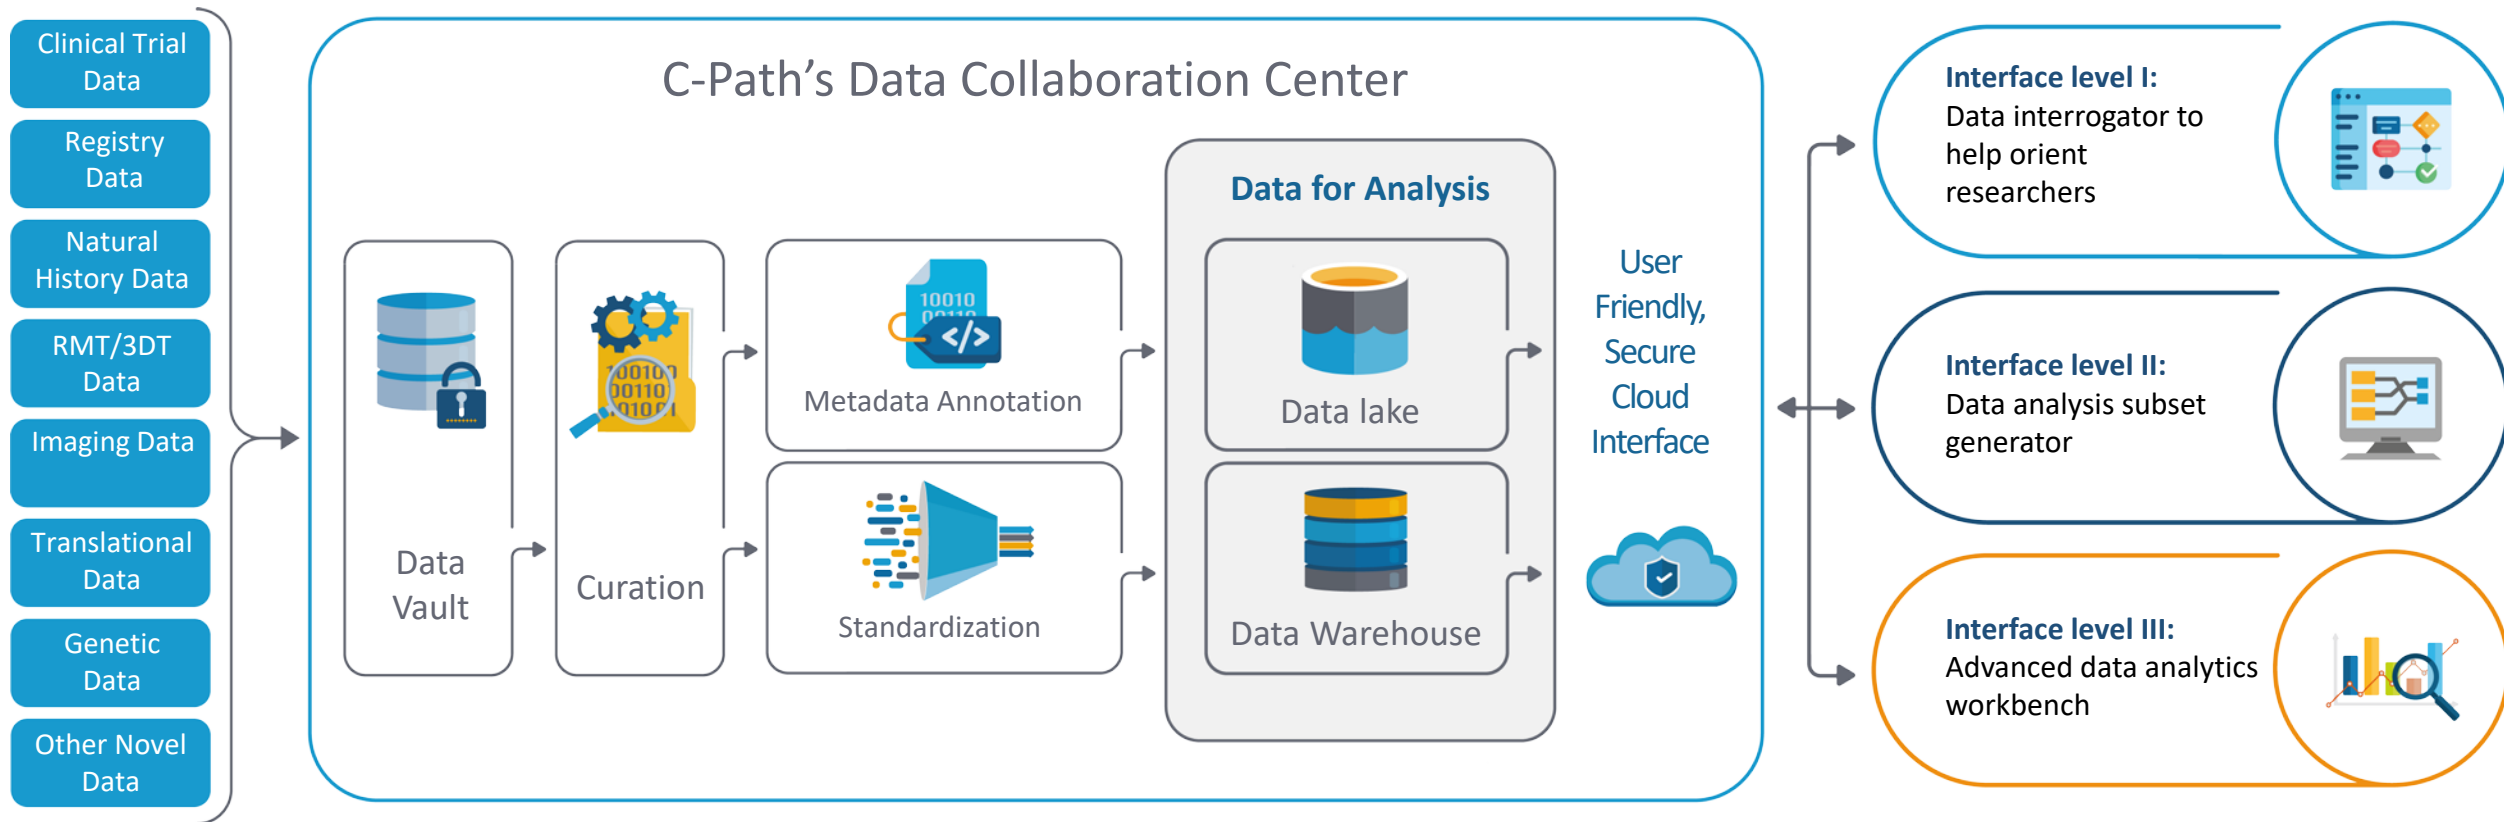 Clinical Trial
Data
Registry
Data
Natural
History Data
RMT/3DT
Data
Imaging Data
Translational
Data
Genetic
Data
Other Novel
Data
C-Path's Data Collaboration Center
Data
Vault
Curation
10010
00110
Metadata Annotation
Standardization
Data for Analysis
Data lake
Data Warehouse
User
Friendly,
Secure
Cloud
Interface
Interface level I:
Data interrogator to
help orient
researchers
Interface level II:
Data analysis subset
generator
Interface level III:
Advanced data analytics
workbench